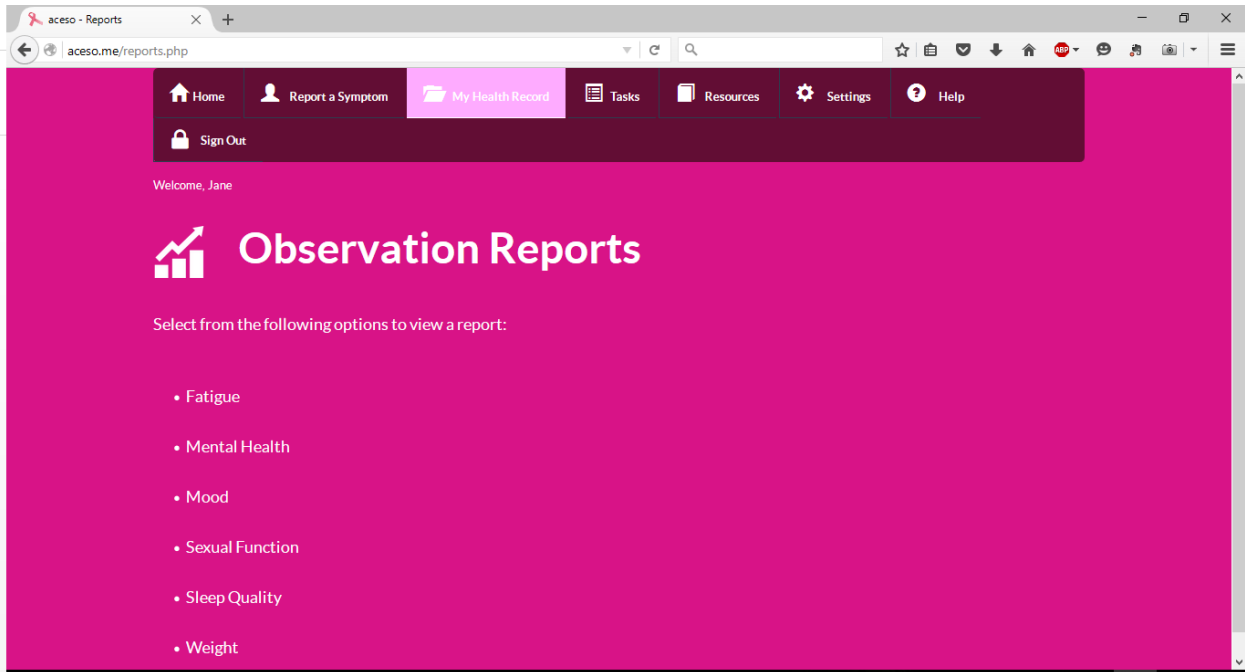 aceso - Reports
aceso.me/reports.php
ABP
Home Report a Symptom My Health Record Tasks Resources Settings Help
Sign Out
Welcome, Jane
Observation Reports
Select from the following options to view a report:
• Fatigue
• Mental Health
• Mood
• Sexual Function
• Sleep Quality
• Weight